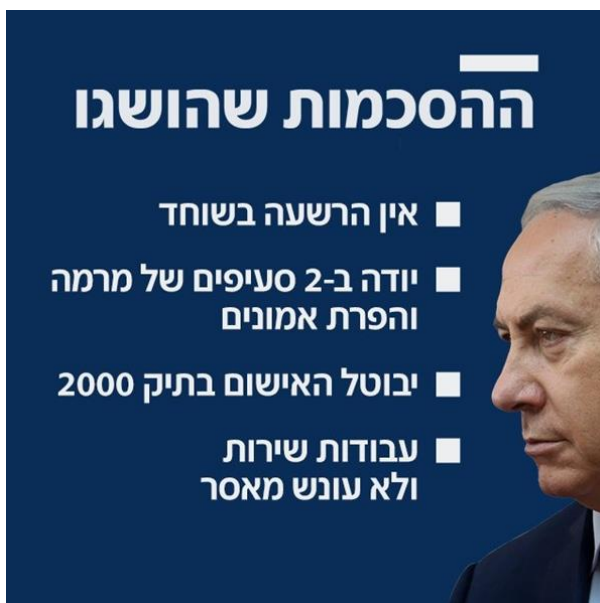 ההסכמות שהושגו
אין הרשעה בשוחד
יודה ב-2 סעיפים של מרמה
והפרת אמונים
יבוטל האישום בתיק 2000
עבודות שירות
ולא עונש מאסר